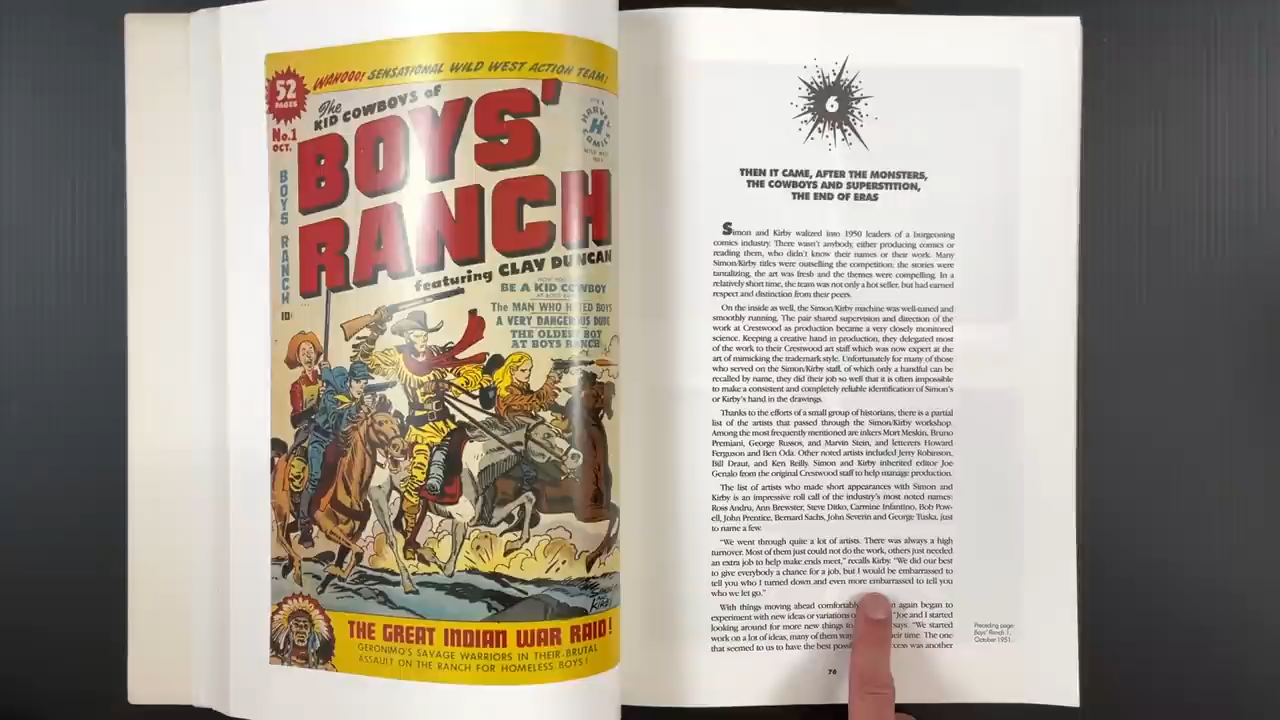 WAHOOO! SENSATIONAL WILD WEST ACTION TEAM!
52
PAGES
The
KID COWBOYS OF
No.1
OCT.
BOYS'
RANCH
HARVEY
H
COMICS
BOYS RANCH
10¢
featuring CLAY DUNCAN
BE A KID COWBOY
The MAN WHO HATED BOYS
A VERY DANGEROUS DUDE
THE OLDEST BOY
AT BOYS RANCH
SIMON
KIRBY
THE GREAT INDIAN WAR RAID!
GERONIMO'S SAVAGE WARRIORS IN THEIR BRUTAL
ASSAULT ON THE RANCH FOR HOMELESS BOYS!
6
THEN IT CAME, AFTER THE MONSTERS,
THE COWBOYS AND SUPERSTITION,
THE END OF ERAS
Simon and Kirby waltzed into 1950 leaders of a burgeoning
comics industry. There wasn't anybody, either producing comics or
reading them, who didn't know their names or their work. Many
Simon/Kirby titles were outselling the competition: the stories were
tantalizing, the art was fresh and the themes were compelling. In a
relatively short time, the team was not only a hot seller, but had earned
respect and distinction from their peers.
On the inside as well, the Simon/Kirby machine was well-tuned and
smoothly running. The pair shared supervision and direction of the
work at Crestwood as production became a very closely monitored
science. Keeping a creative hand in production, they delegated most
of the work to their Crestwood art staff which was now expert at the
art of mimicking the trademark style. Unfortunately for many of those
who served on the Simon/Kirby staff, of which only a handful can be
recalled by name, they did their job so well that it is often impossible
to make a consistent and completely reliable identification of Simon's
or Kirby's hand in the drawings.
Thanks to the efforts of a small group of historians, there is a partial
list of the artists that passed through the Simon/Kirby workshop.
Among the most frequently mentioned are inkers Mort Meskin, Bruno
Premiani, George Russos, and Marvin Stein, and letterers Howard
Ferguson and Ben Oda. Other noted artists included Jerry Robinson,
Bill Draut, and Ken Reilly. Simon and Kirby inherited editor Joe
Genalo from the original Crestwood staff to help manage production.
The list of artists who made short appearances with Simon and
Kirby is an impressive roll call of the industry's most noted names:
Ross Andru, Ann Brewster, Steve Ditko, Carmine Infantino, Bob Pow-
ell, John Prentice, Bernard Sachs, John Severin and George Tuska, just
to name a few.
"We went through quite a lot of artists. There was always a high
turnover. Most of them just could not do the work, others just needed
an extra job to help make ends meet," recalls Kirby. "We did our best
to give everybody a chance for a job, but I would be embarrassed to
tell you who I turned down and even more embarrassed to tell you
who we let go."
With things moving ahead comfortably again began to
experiment with new ideas or variations "Joe and I started
looking around for more new things to says. "We started
work on a lot of ideas, many of them way their time. The one
that seemed to us to have the best was another
Preceding page:
Boys' Ranch 1,
October 1951.
76